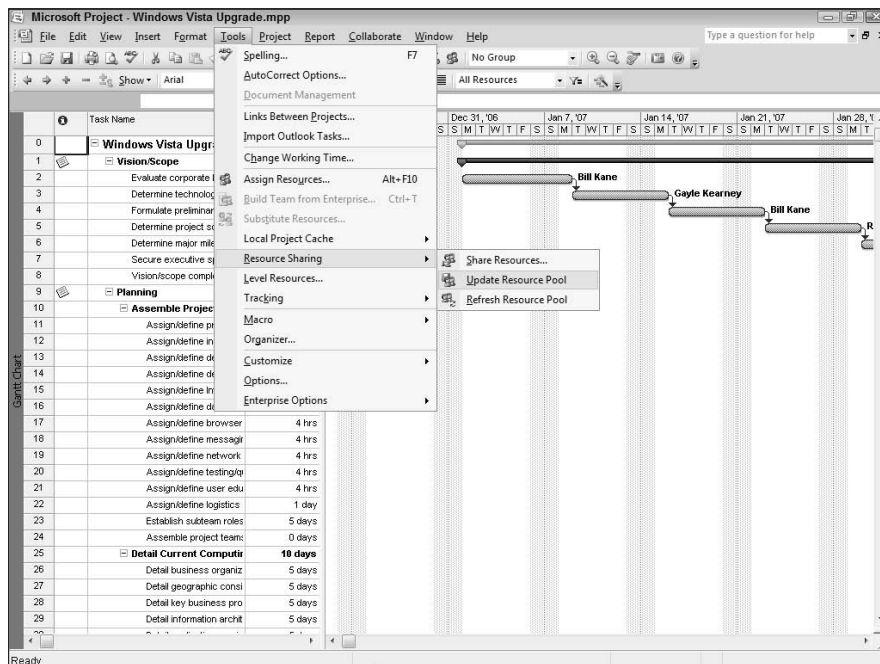 Microsoft Project - Windows Vista Upgrade.mpp
File Edit View Insert Format Tools Project Report Collaborate Window Help
Type a question for help
No Group
Show Arial
All Resources
Spelling... F7
AutoCorrect Options...
Document Management
Links Between Projects...
Import Outlook Tasks...
Change Working Time...
Assign Resources... Alt+F10
Build Team from Enterprise... Ctrl+T
Substitute Resources...
Local Project Cache
Resource Sharing
Level Resources...
Tracking
Macro
Organizer...
Customize
Options...
Enterprise Options
Share Resources...
Update Resource Pool
Refresh Resource Pool
Task Name
Dec 31, '06 Jan 7, '07 Jan 14, '07 Jan 21, '07 Jan 28, '
S S M T W T F S S M T W T F S S M T W T F S S M T W T F S S M T
0 Windows Vista Upgr
1 Vision/Scope
2 Evaluate corporate
Bill Kane
3 Determine technolog
Gayle Kearney
4 Formulate preliminar
Bill Kane
5 Determine project sc
R
6 Determine major mile
7 Secure executive sp
8 Vision/scope compl
9 Planning
10 Assemble Projec
11 Assign/define pr
12 Assign/define in
13 Assign/define de
14 Assign/define de
15 Assign/define In
16 Assign/define de
17 Assign/define browser 4 hrs
18 Assign/define messagin 4 hrs
19 Assign/define network 4 hrs
20 Assign/define testing/qu 4 hrs
21 Assign/define user edu 4 hrs
22 Assign/define logistics 1 day
23 Establish subteam roles 5 days
24 Assemble project teams 0 days
25 Detail Current Computin 10 days
26 Detail business organiz 5 days
27 Detail geographic consi 5 days
28 Detail key business pro 5 days
29 Detail information archit 5 days
Gantt Chart
Ready